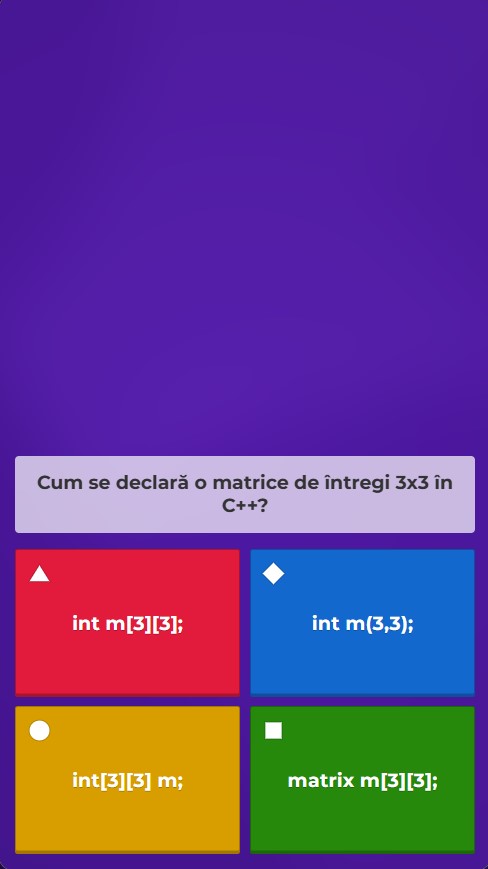 Cum se declară o matrice de întregi 3x3 în
C++?
int m[3][3];
int m(3,3);
int[3][3] m;
matrix m[3][3];